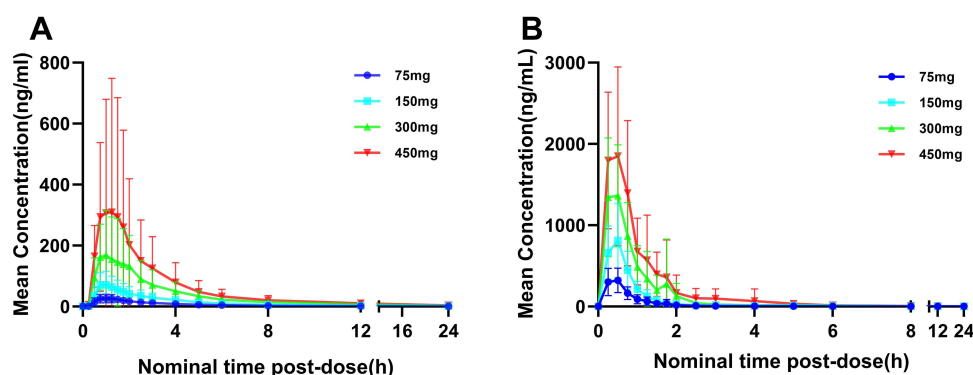 A
Mean Concentration(ng/ml)
800
600
400
200
0
0
4
8
12
16
24
Nominal time post-dose(h)
75mg
150mg
300mg
450mg
B
Mean Concentration(ng/mL)
3000
2000
1000
0
0
2
4
6
8
12
24
Nominal time post-dose(h)
75mg
150mg
300mg
450mg